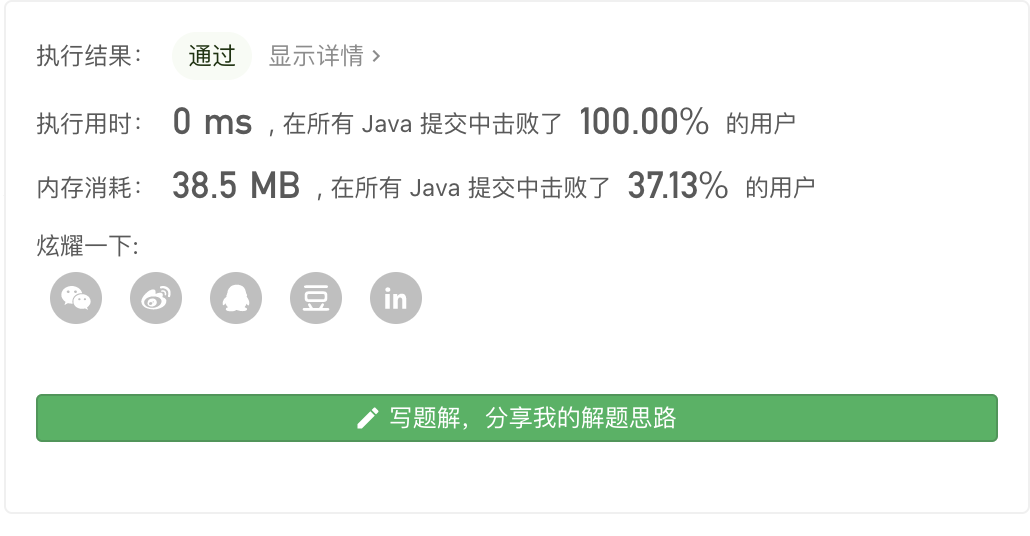 执行结果： 通过 显示详情 >
执行用时： 0 ms , 在所有 Java 提交中击败了 100.00% 的用户
内存消耗： 38.5 MB , 在所有 Java 提交中击败了 37.13% 的用户
炫耀一下:
豆 in
写题解，分享我的解题思路